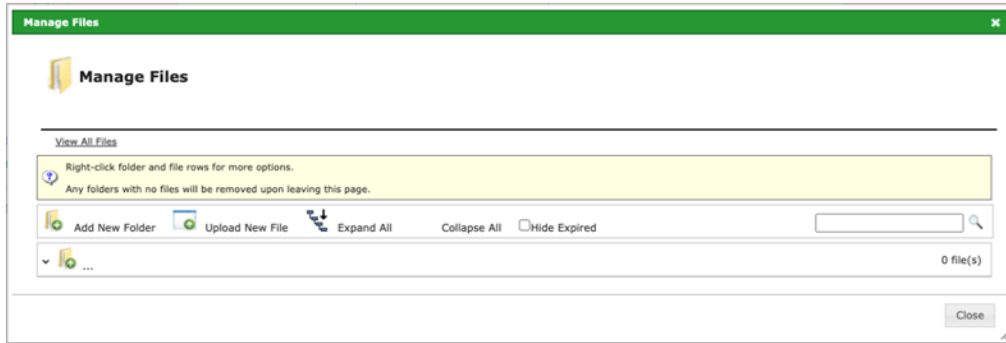 Manage Files
Manage Files
View All Files
Right-click folder and file rows for more options.
Any folders with no files will be removed upon leaving this page.
Add New Folder Upload New File Expand All Collapse All Hide Expired
... 0 file(s)
Close